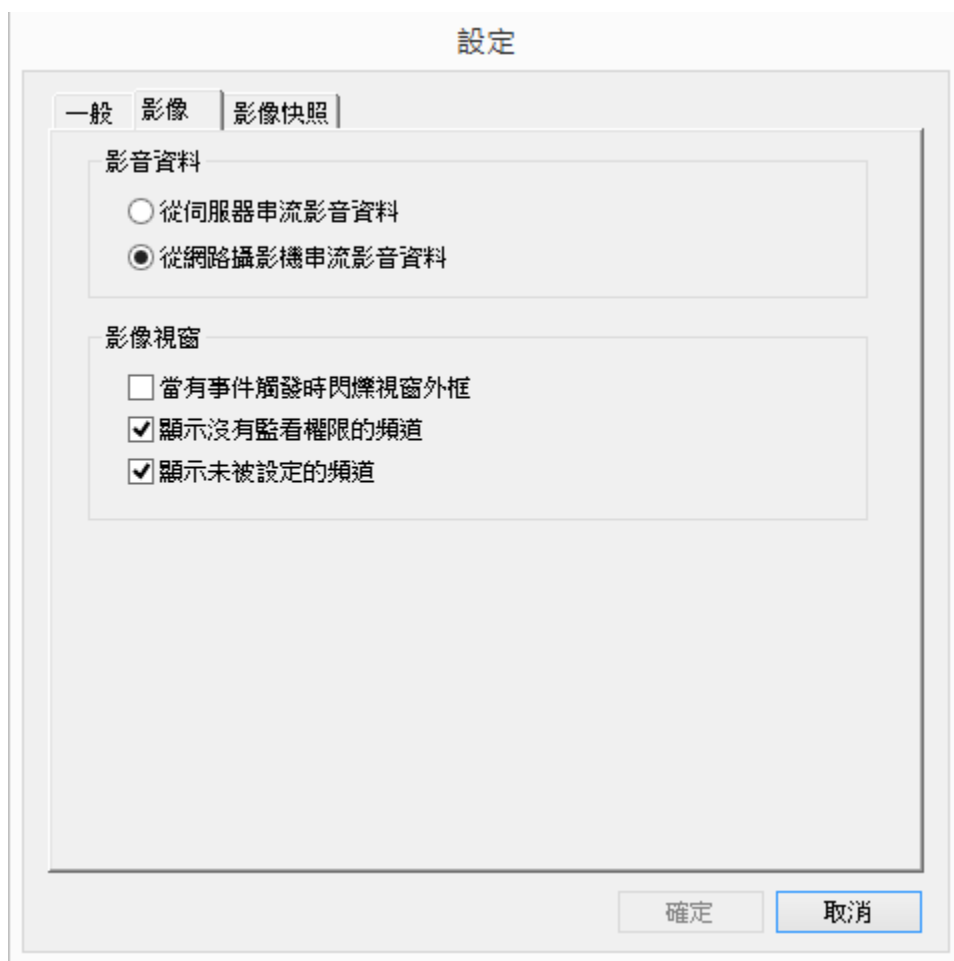 設定
一般 影像 影像快照
影音資料
從伺服器串流影音資料
從網路攝影機串流影音資料
影像視窗
當有事件觸發時閃爍視窗外框
顯示沒有監看權限的頻道
顯示未被設定的頻道
確定 取消